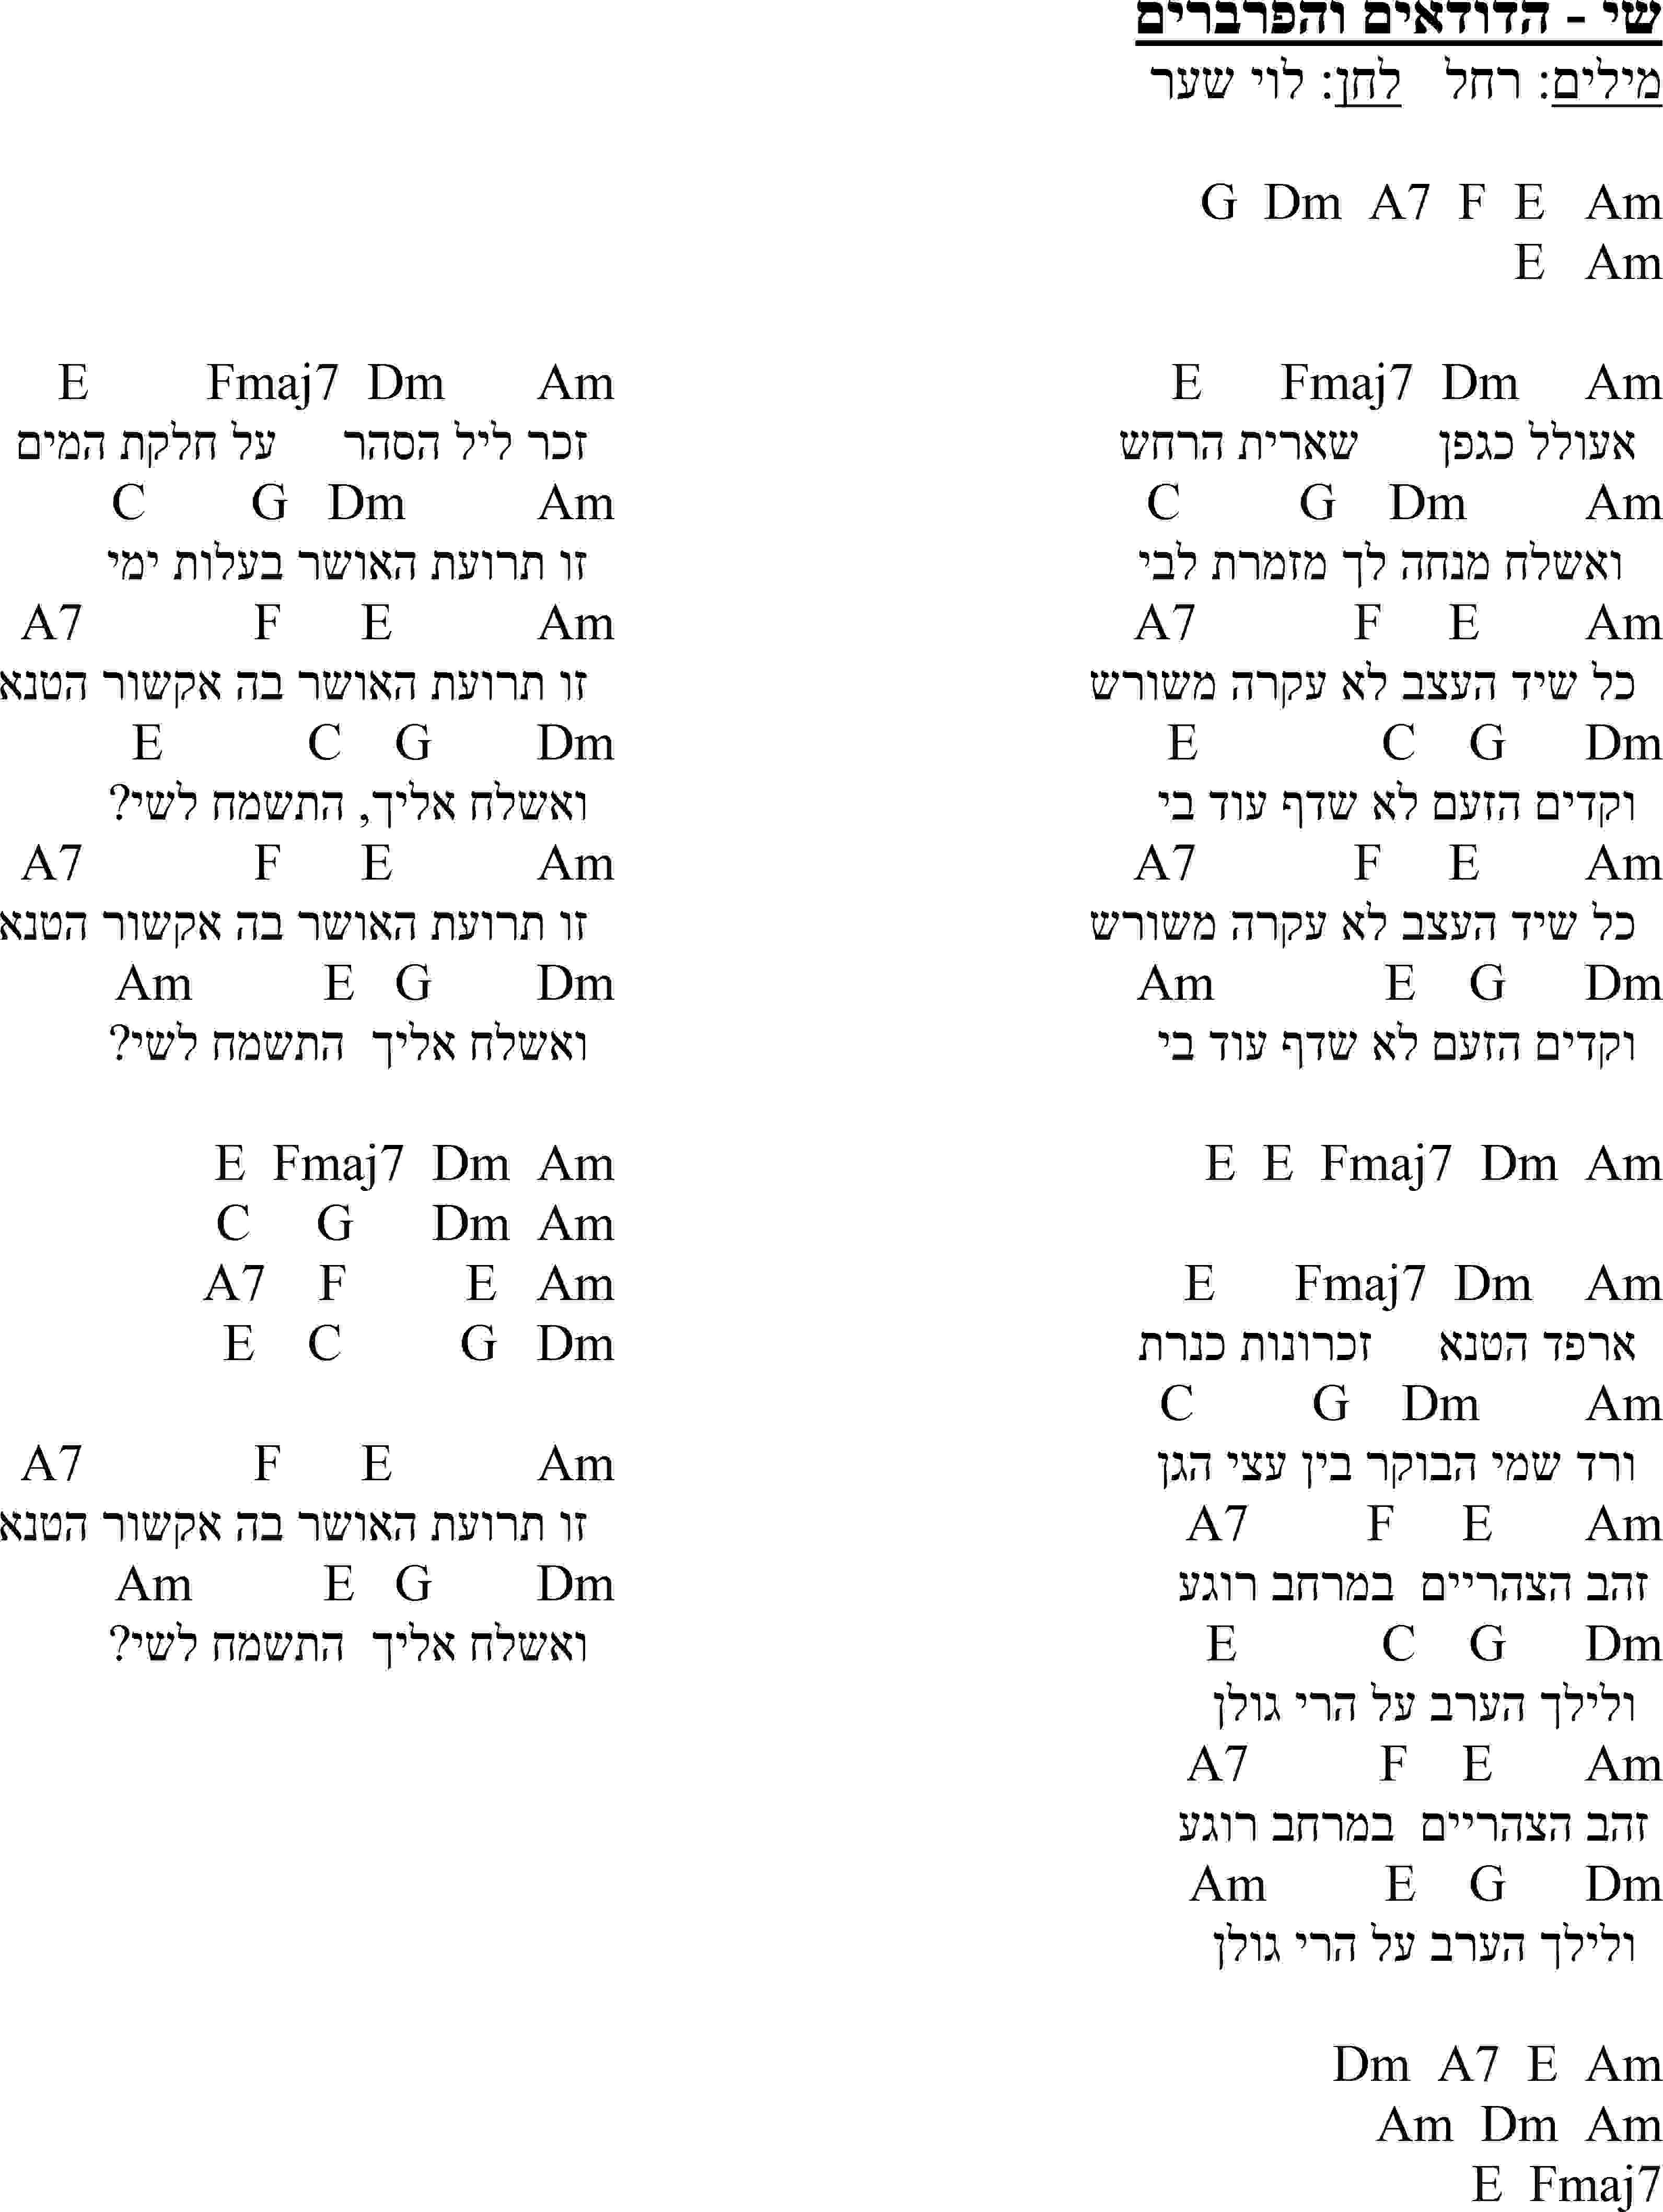 שי - הדודאים והפרברים
מילים: רחל   לחן: לוי שער
G Dm A7 F E Am
E Am
E Fmaj7 Dm Am
אעולל כגפן שארית הרחש
C G Dm Am
ואשלח מנחה לך מזמרת לבי
A7 F E Am
כל שיד העצב לא עקרה משורש
E C G Dm
וקדים הזעם לא שדף עוד בי
A7 F E Am
כל שיד העצב לא עקרה משורש
Am E G Dm
וקדים הזעם לא שדף עוד בי
E E Fmaj7 Dm Am
E Fmaj7 Dm Am
ארפד הטנא זכרונות כנרת
C G Dm Am
ורד שמי הבוקר בין עצי הגן
A7 F E Am
זהב הצהריים במרחב רוגע
E C G Dm
ולילך הערב על הרי גולן
A7 F E Am
זהב הצהריים במרחב רוגע
Am E G Dm
ולילך הערב על הרי גולן
Dm A7 E Am
Am Dm Am
E Fmaj7
E Fmaj7 Dm Am
זכר ליל הסהר על חלקת המים
C G Dm Am
זו תרועת האושר בעלות ימי
A7 F E Am
זו תרועת האושר בה אקשור הטנא
E C G Dm
ואשלח אליך, התשמח לשי?
A7 F E Am
זו תרועת האושר בה אקשור הטנא
Am E G Dm
ואשלח אליך התשמח לשי?
E Fmaj7 Dm Am
C G Dm Am
A7 F E Am
E C G Dm
A7 F E Am
זו תרועת האושר בה אקשור הטנא
Am E G Dm
ואשלח אליך התשמח לשי?